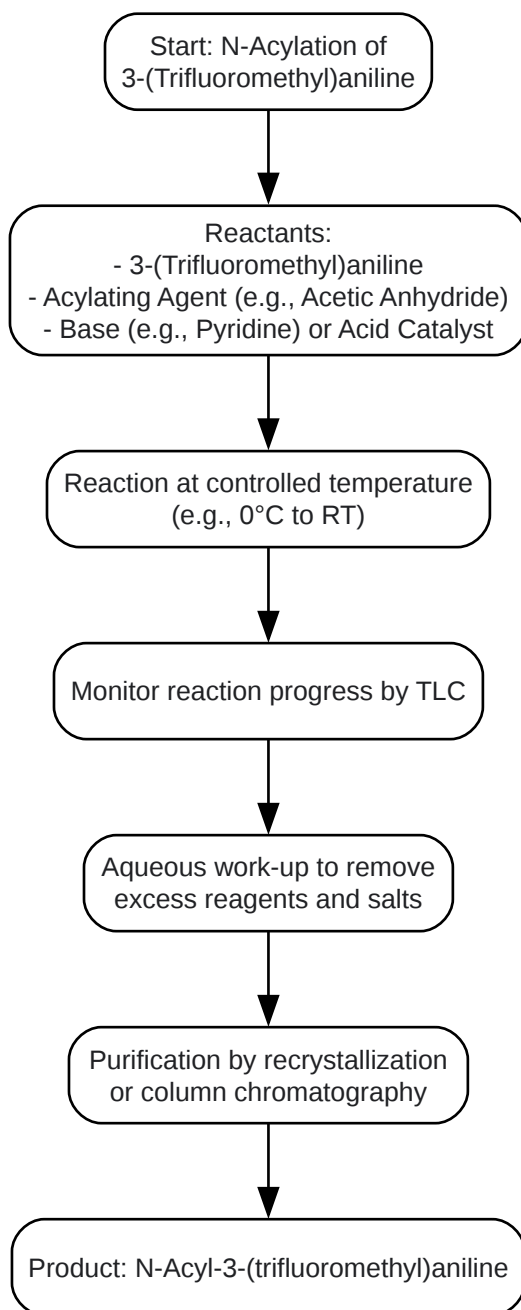 Start: N-Acylation of
3-(Trifluoromethyl)aniline
Reactants:
- 3-(Trifluoromethyl)aniline
- Acylating Agent (e.g., Acetic Anhydride)
- Base (e.g., Pyridine) or Acid Catalyst
Reaction at controlled temperature
(e.g., 0°C to RT)
Monitor reaction progress by TLC
Aqueous work-up to remove
excess reagents and salts
Purification by recrystallization
or column chromatography
Product: N-Acyl-3-(trifluoromethyl)aniline